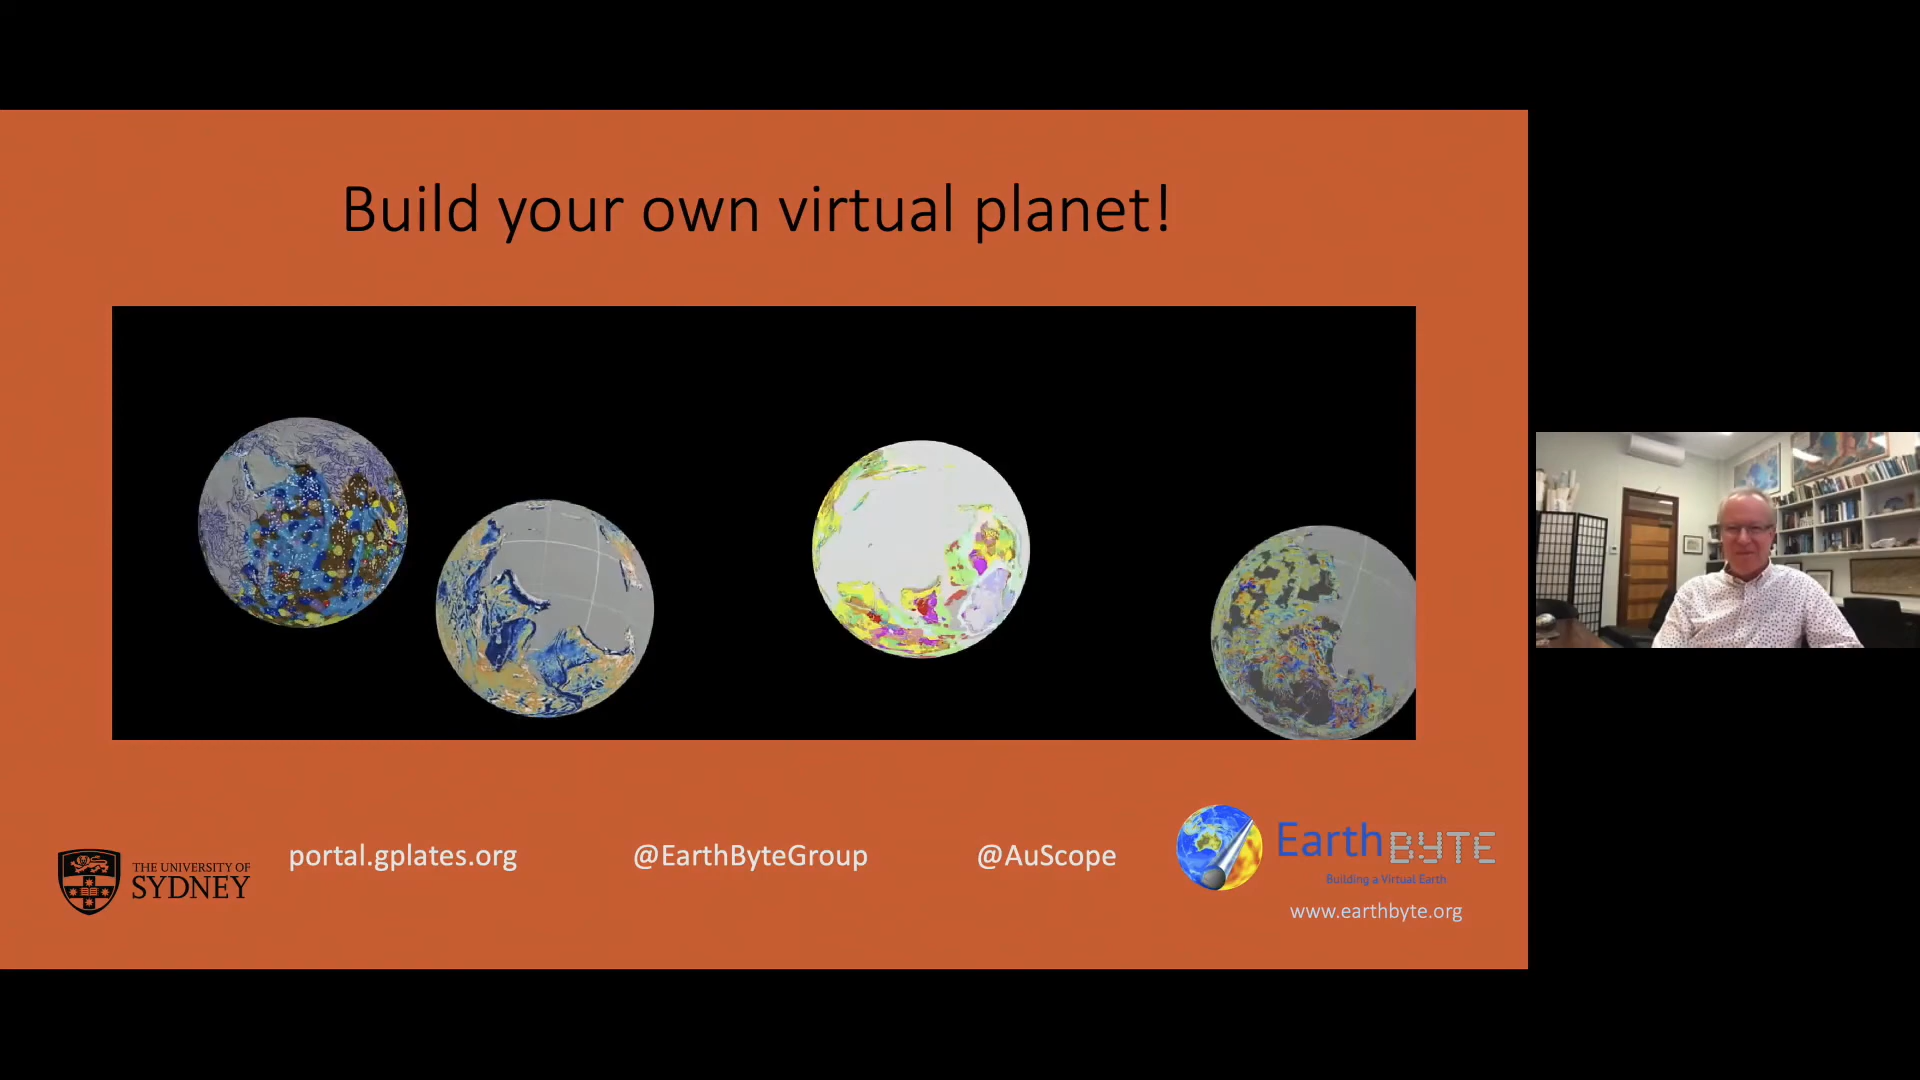 Build your own virtual planet!
THE UNIVERSITY OF
SYDNEY
portal.gplates.org
@EarthByteGroup
@AuScope
EarthBYTE
Building a Virtual Earth
www.earthbyte.org